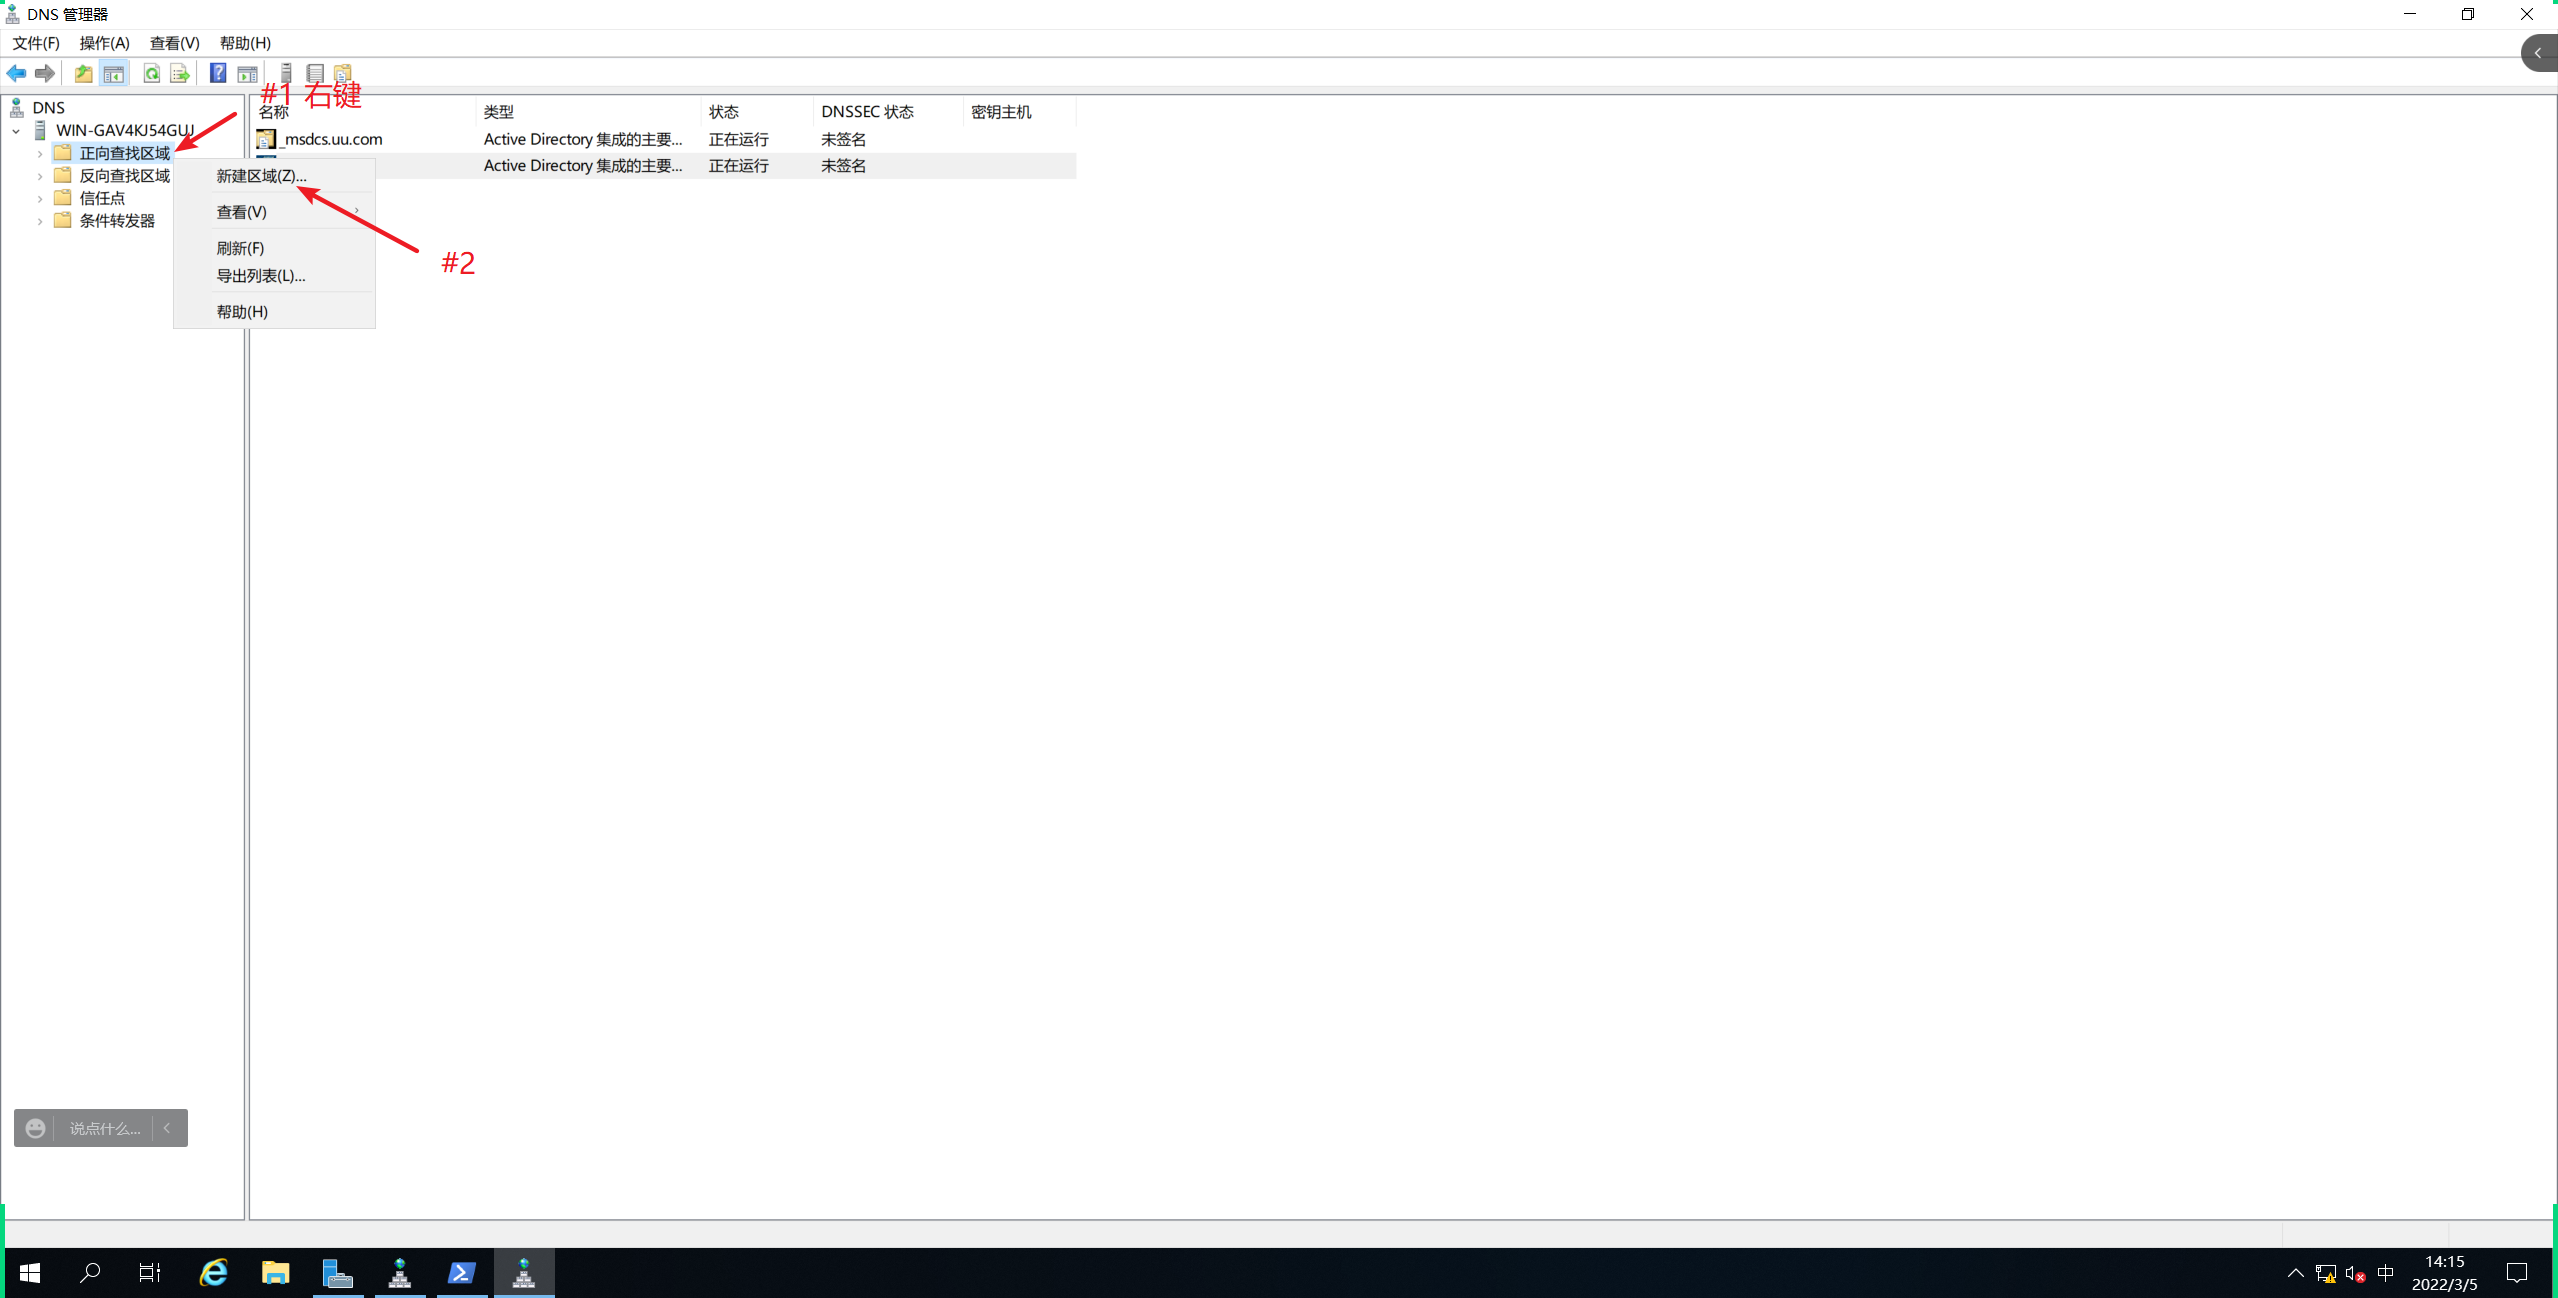 DNS 管理器
文件(F) 操作(A) 查看(V) 帮助(H)
#1 右键
DNS
WIN-GAV4KJ54GUJ
正向查找区域
反向查找区域
信任点
条件转发器
名称 类型 状态 DNSSEC 状态 密钥主机
_msdcs.uu.com Active Directory 集成的主要... 正在运行 未签名
Active Directory 集成的主要... 正在运行 未签名
新建区域(Z)...
查看(V)
刷新(F)
导出列表(L)...
帮助(H)
#2
说点什么...
中
14:15
2022/3/5